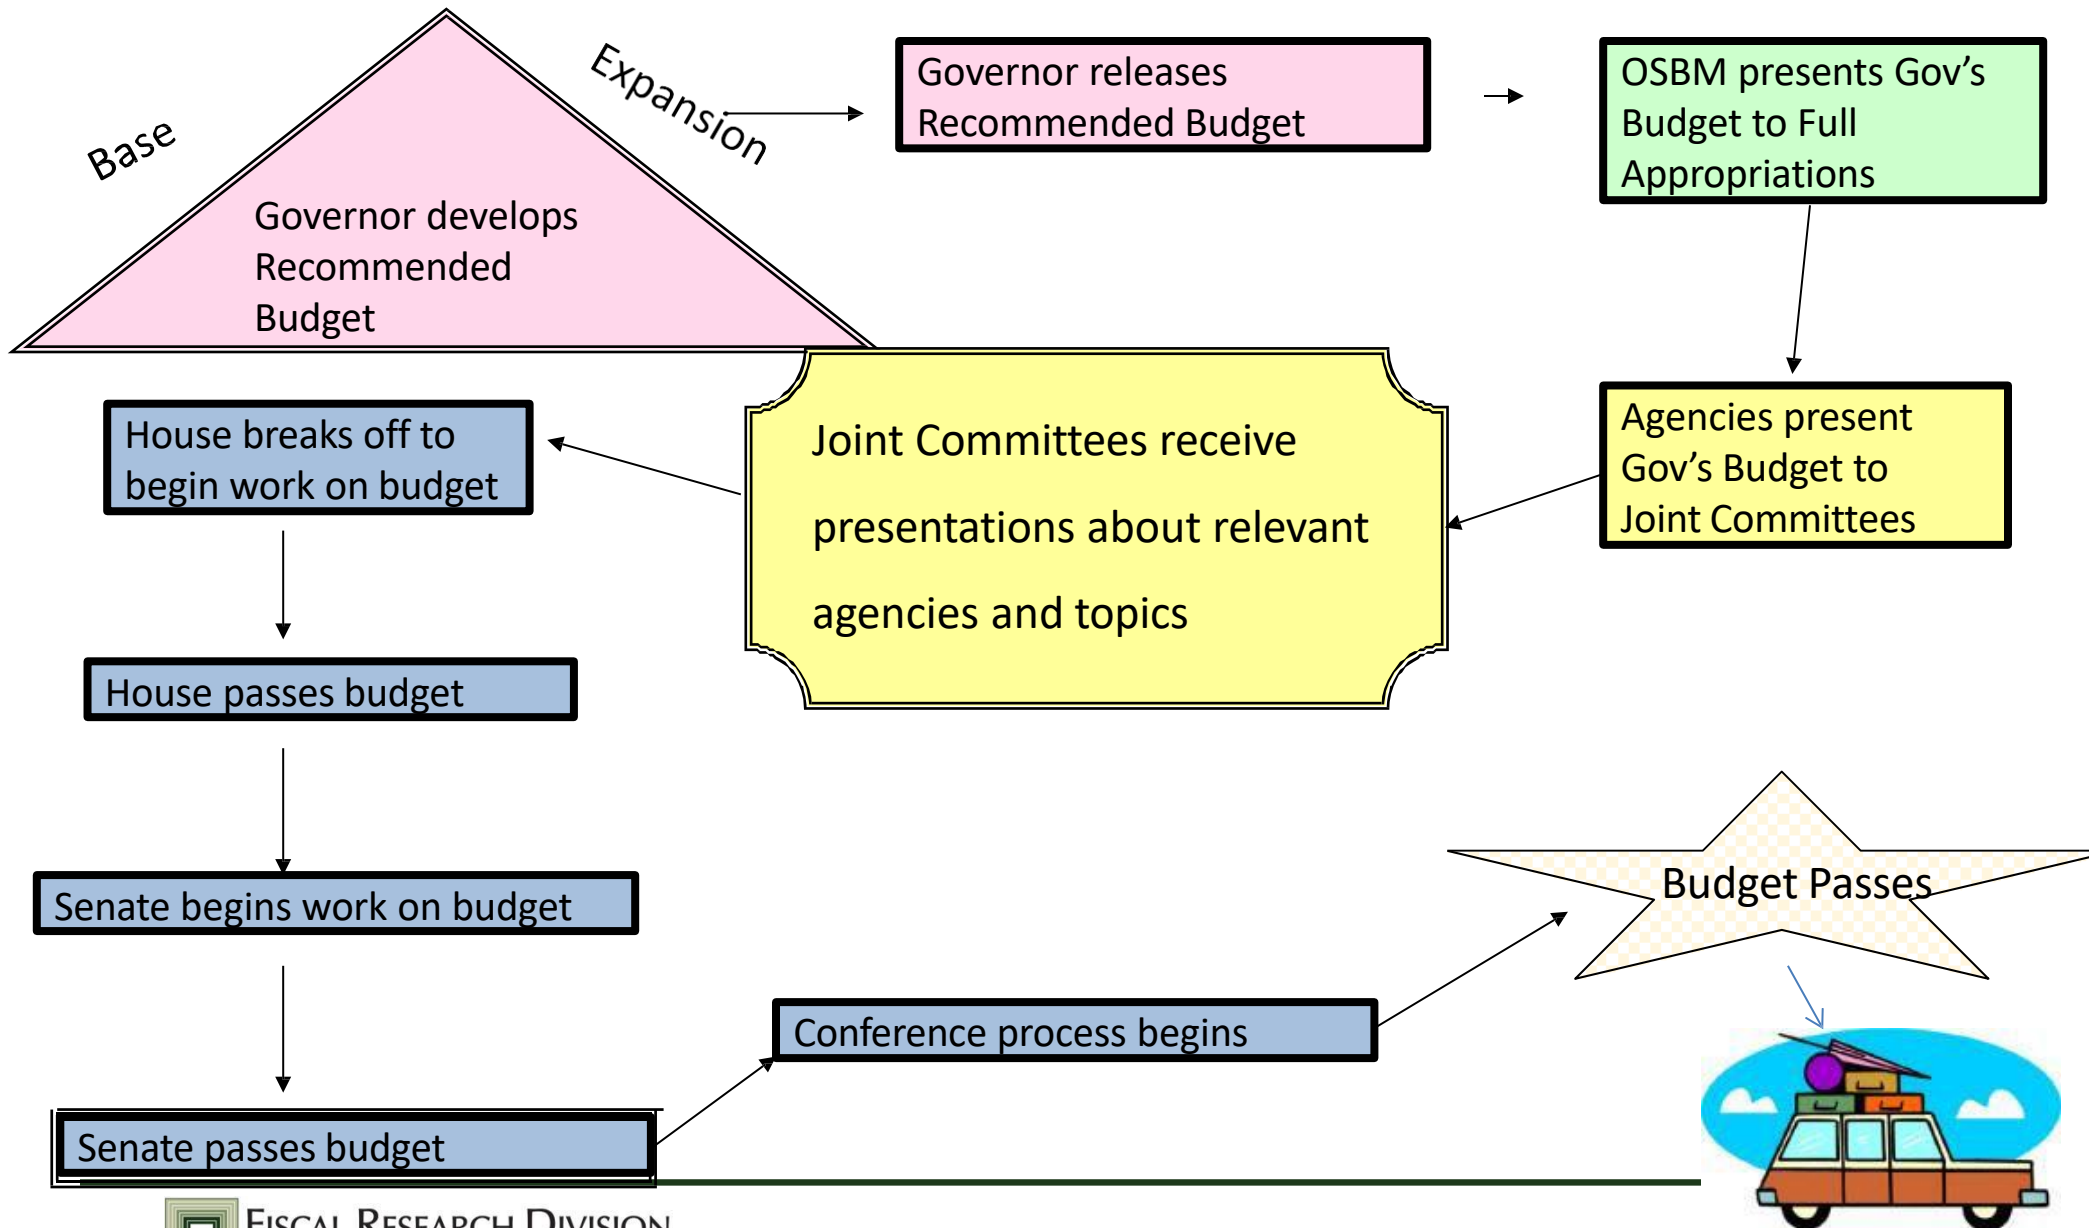 Base
Expansion
Governor develops
Recommended
Budget
Governor releases
Recommended Budget
OSBM presents Gov’s
Budget to Full
Appropriations
Agencies present
Gov’s Budget to
Joint Committees
Joint Committees receive
presentations about relevant
agencies and topics
House breaks off to
begin work on budget
House passes budget
Senate begins work on budget
Senate passes budget
Conference process begins
Budget Passes
FISCAL RESEARCH DIVISION